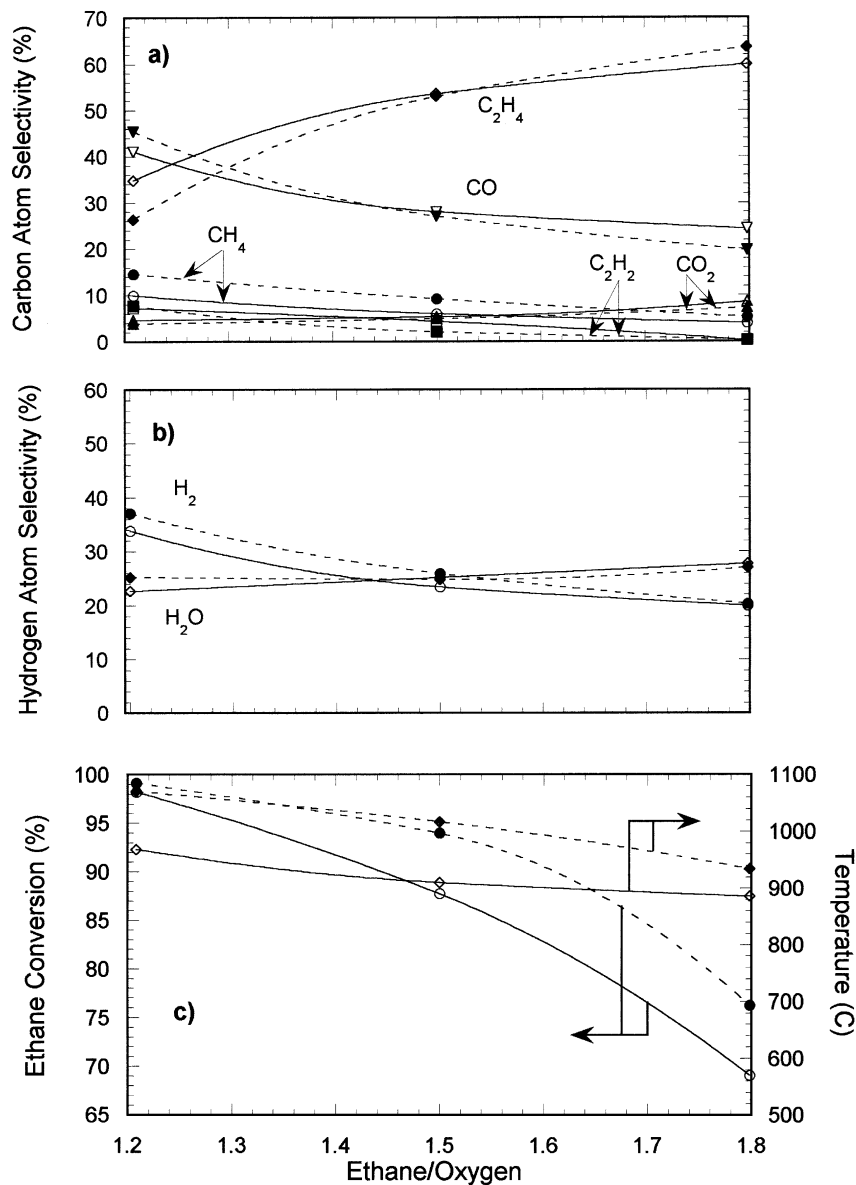 a)
Carbon Atom Selectivity (%)
70
60
50
40
30
20
10
0
C2H4
CO
CH4
C2H2
CO2
b)
Hydrogen Atom Selectivity (%)
60
50
40
30
20
10
0
H2
H2O
c)
Ethane Conversion (%)
100
95
90
85
80
75
70
65
1100
1000
900
800
700
600
500
Temperature (C)
1.2 1.3 1.4 1.5 1.6 1.7 1.8
Ethane/Oxygen